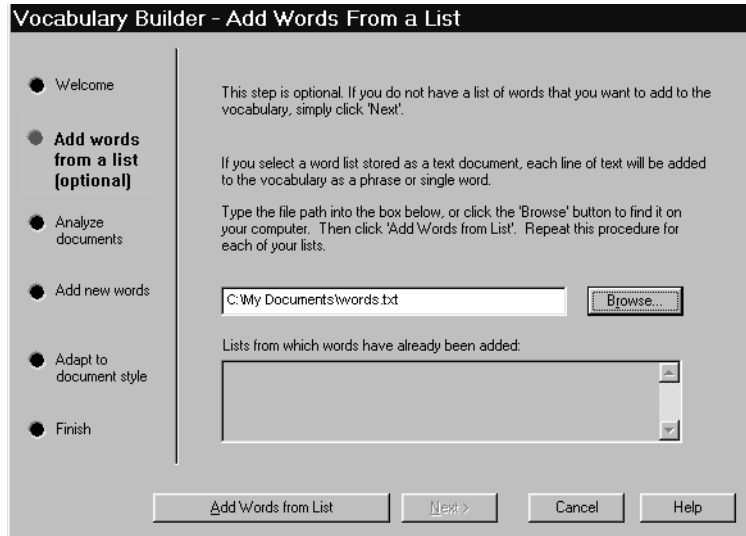 Vocabulary Builder - Add Words From a List
Welcome
Add words
from a list
(optional)
Analyze
documents
Add new words
Adapt to
document style
Finish
This step is optional. If you do not have a list of words that you want to add to the
vocabulary, simply click 'Next'.
If you select a word list stored as a text document, each line of text will be added
to the vocabulary as a phrase or single word.
Type the file path into the box below, or click the 'Browse' button to find it on
your computer. Then click 'Add Words from List'. Repeat this procedure for
each of your lists.
C:\My Documents\words.txt
Browse...
Lists from which words have already been added:
Add Words from List
Next >
Cancel
Help